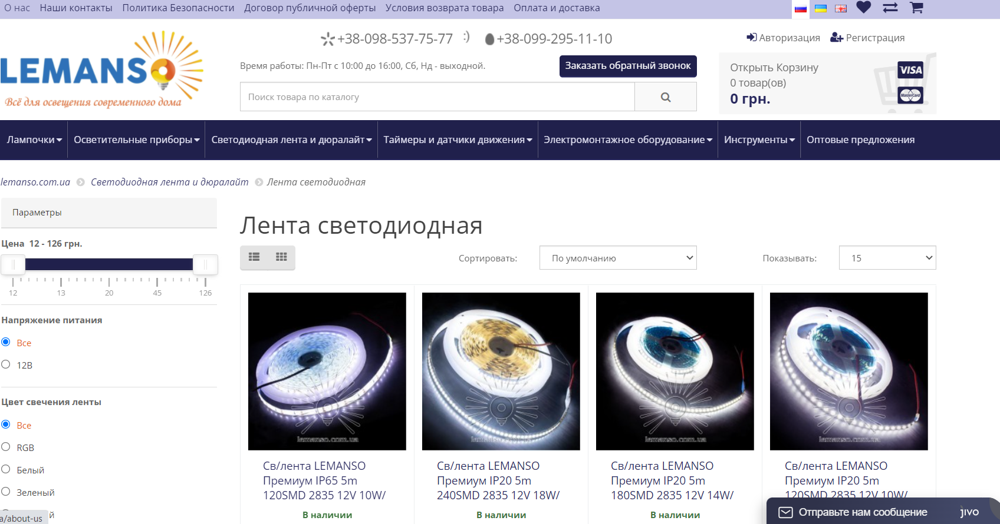 О нас Наши контакты Политика Безопасности Договор публичной оферты Условия возврата товара Оплата и доставка
LEMANSO
Всё для освещения современного дома
+38-098-537-75-77 :) +38-099-295-11-10
Авторизация Регистрация
Время работы: Пн-Пт с 10:00 до 16:00, Сб, Нд - выходной.
Заказать обратный звонок
Поиск товара по каталогу
Открыть Корзину
0 товар(ов)
0 грн.
VISA
MasterCard
Лампочки Осветительные приборы Светодиодная лента и дюралайт Таймеры и датчики движения Электромонтажное оборудование Инструменты Оптовые предложения
lemanso.com.ua Светодиодная лента и дюралайт Лента светодиодная
Параметры
Цена 12 - 126 грн.
12 13 20 45 126
Напряжение питания
Все
12В
Цвет свечения ленты
Все
RGB
Белый
Зеленый
й
a/about-us
Лента светодиодная
Сортировать: По умолчанию Показывать: 15
lemanso.com.ua
lemanso.com.ua
lemanso.com.ua
lemanso.com.ua
Св/лента LEMANSO
Премиум IP65 5m
120SMD 2835 12V 10W/
В наличии
Св/лента LEMANSO
Премиум IP20 5m
240SMD 2835 12V 18W/
В наличии
Св/лента LEMANSO
Премиум IP20 5m
180SMD 2835 12V 14W/
В наличии
Св/лента LEMANSO
Премиум IP20 5m
120SMD 2835 12V 10W/
Отправьте нам сообщение jivo